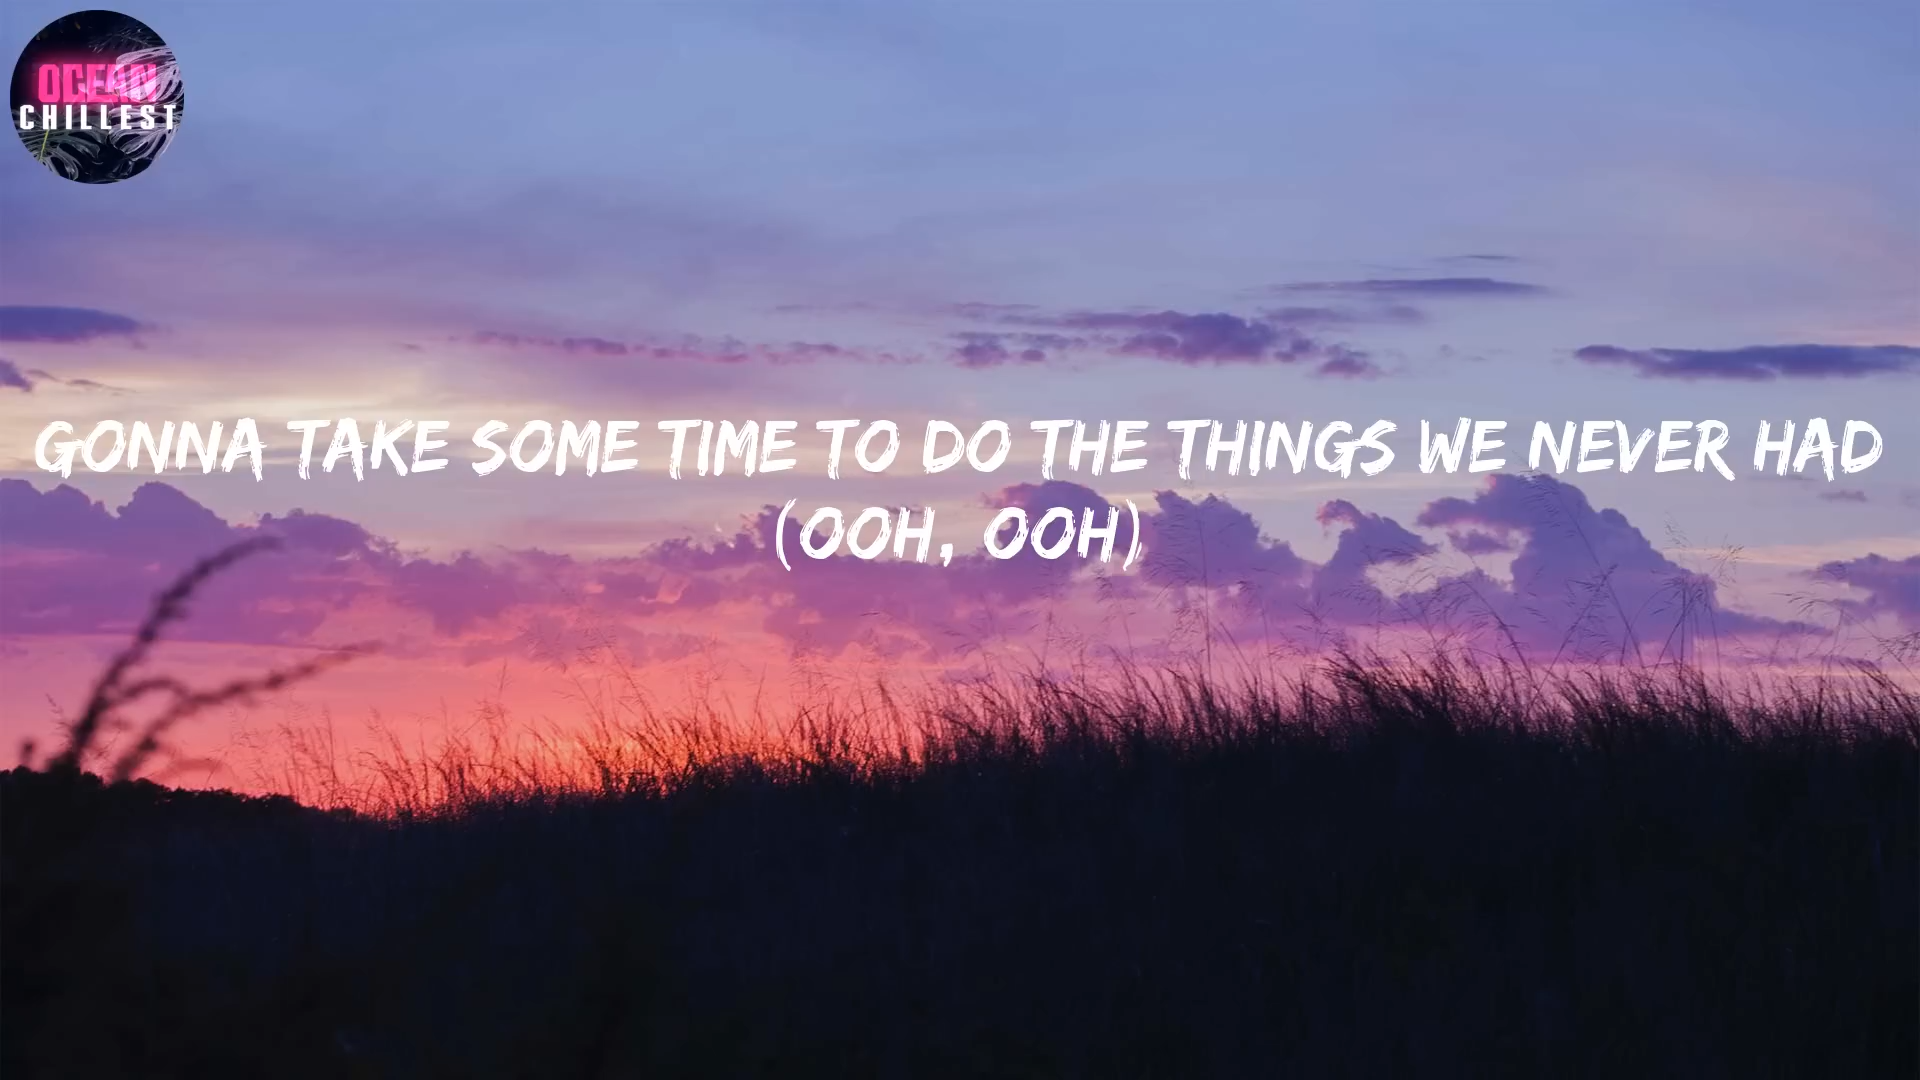 OCEAN
CHILLEST
GONNA TAKE SOME TIME TO DO THE THINGS WE NEVER HAD
(OOH, OOH)